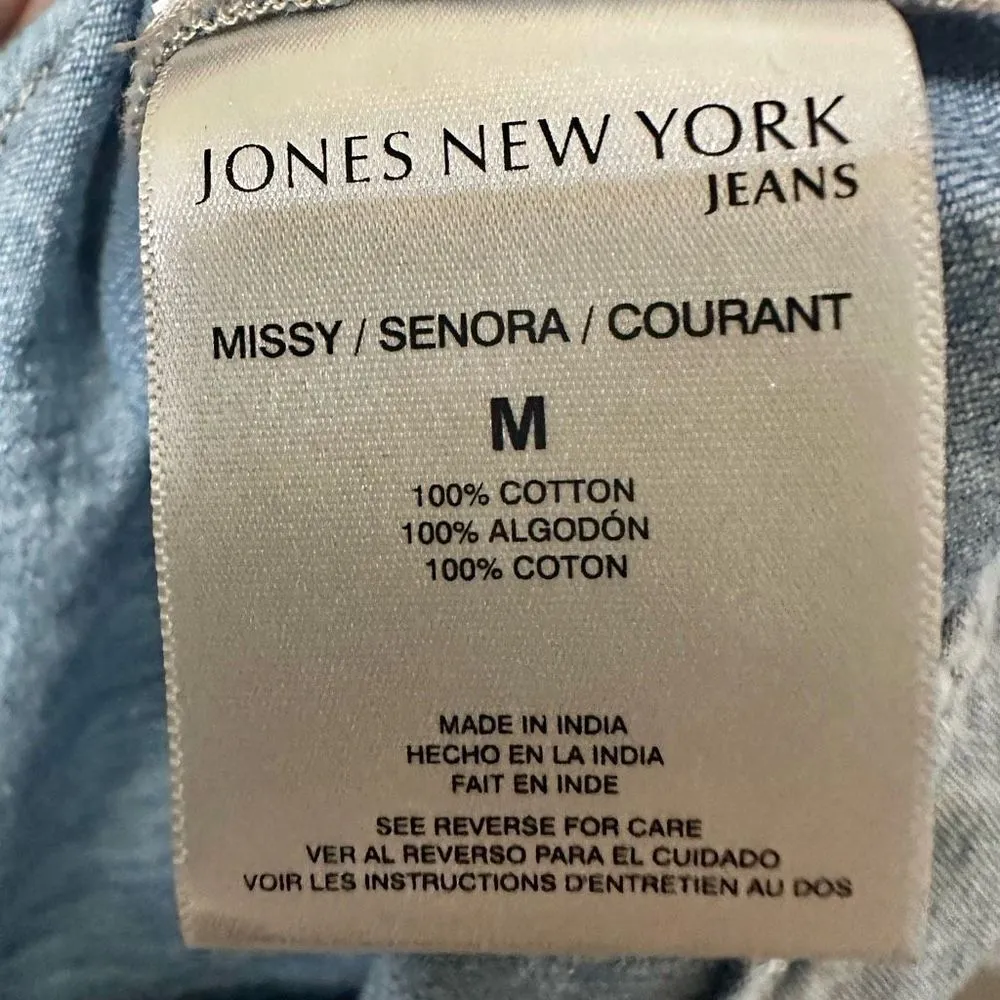 JONES NEW YORK
JEANS
MISSY / SENORA / COURANT
M
100% COTTON
100% ALGODÓN
100% COTON
MADE IN INDIA
HECHO EN LA INDIA
FAIT EN INDE
SEE REVERSE FOR CARE
VER AL REVERSO PARA EL CUIDADO
VOIR LES INSTRUCTIONS D'ENTRETIEN AU DOS